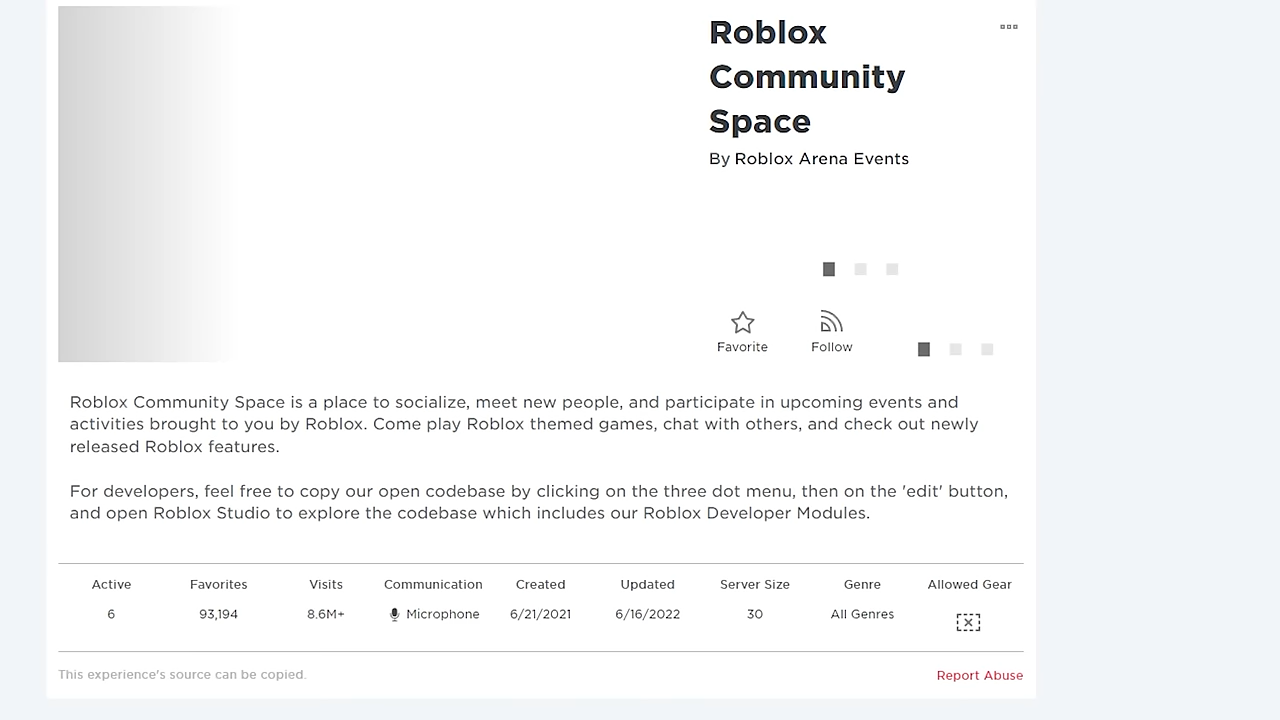 Roblox
Community
Space
By Roblox Arena Events
Favorite
Follow
Roblox Community Space is a place to socialize, meet new people, and participate in upcoming events and
activities brought to you by Roblox. Come play Roblox themed games, chat with others, and check out newly
released Roblox features.
For developers, feel free to copy our open codebase by clicking on the three dot menu, then on the 'edit' button,
and open Roblox Studio to explore the codebase which includes our Roblox Developer Modules.
Active Favorites Visits Communication Created Updated Server Size Genre Allowed Gear
6 93,194 8.6M+ Microphone 6/21/2021 6/16/2022 30 All Genres
This experience's source can be copied. Report Abuse